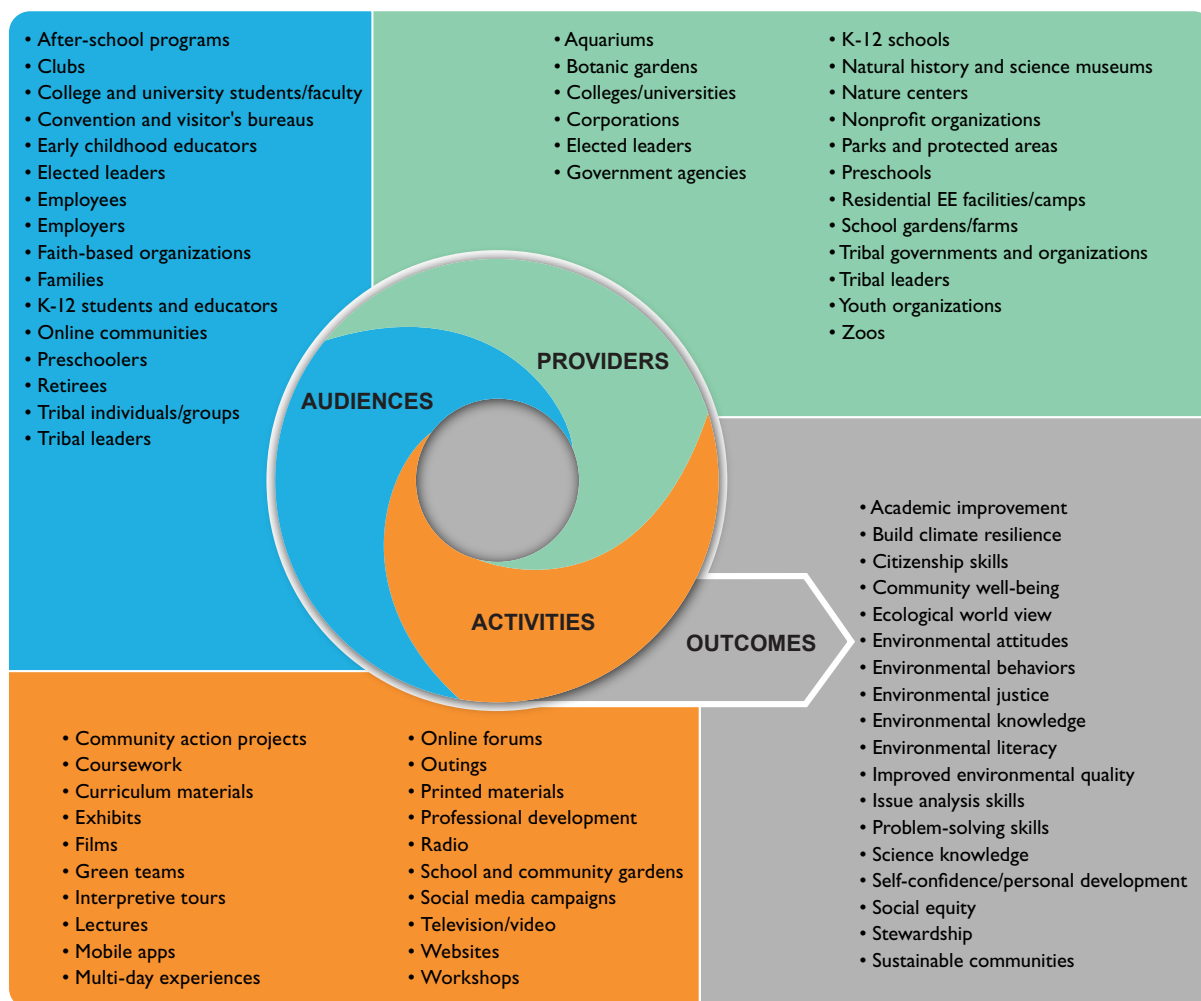 • After-school programs
• Clubs
• College and university students/faculty
• Convention and visitor's bureaus
• Early childhood educators
• Elected leaders
• Employees
• Employers
• Faith-based organizations
• Families
• K-12 students and educators
• Online communities
• Preschoolers
• Retirees
• Tribal individuals/groups
• Tribal leaders
• Aquariums
• Botanic gardens
• Colleges/universities
• Corporations
• Elected leaders
• Government agencies
• K-12 schools
• Natural history and science museums
• Nature centers
• Nonprofit organizations
• Parks and protected areas
• Preschools
• Residential EE facilities/camps
• School gardens/farms
• Tribal governments and organizations
• Tribal leaders
• Youth organizations
• Zoos
PROVIDERS
AUDIENCES
ACTIVITIES
OUTCOMES
• Academic improvement
• Build climate resilience
• Citizenship skills
• Community well-being
• Ecological world view
• Environmental attitudes
• Environmental behaviors
• Environmental justice
• Environmental knowledge
• Environmental literacy
• Improved environmental quality
• Issue analysis skills
• Problem-solving skills
• Science knowledge
• Self-confidence/personal development
• Social equity
• Stewardship
• Sustainable communities
• Community action projects
• Coursework
• Curriculum materials
• Exhibits
• Films
• Green teams
• Interpretive tours
• Lectures
• Mobile apps
• Multi-day experiences
• Online forums
• Outings
• Printed materials
• Professional development
• Radio
• School and community gardens
• Social media campaigns
• Television/video
• Websites
• Workshops